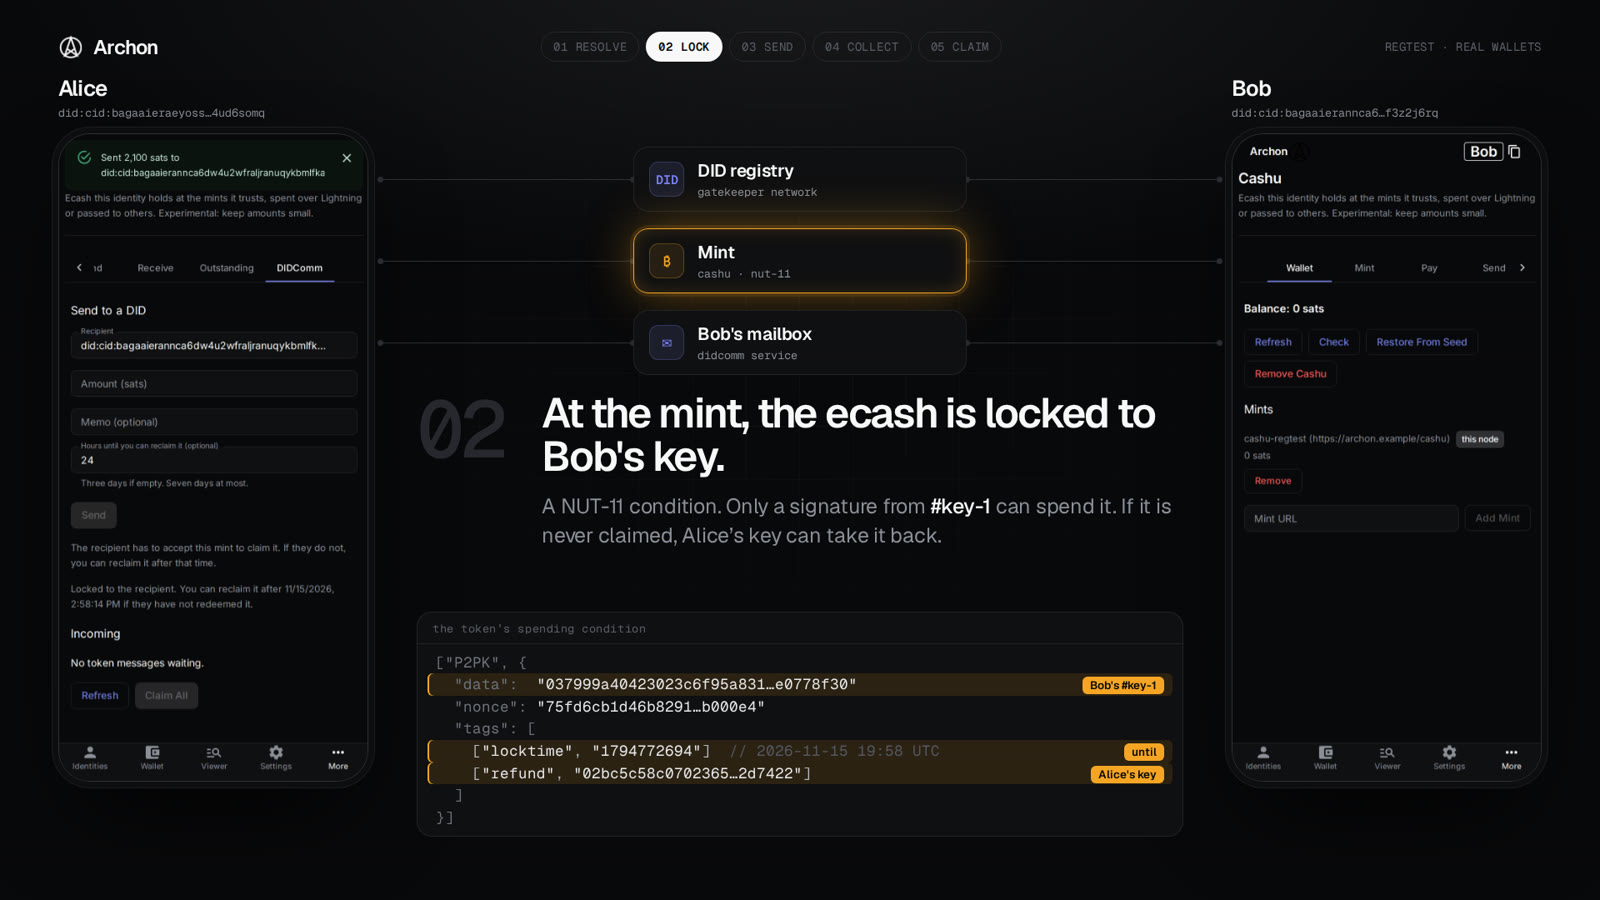 Archon
01 RESOLVE
02 LOCK
03 SEND
04 COLLECT
05 CLAIM
REGTEST · REAL WALLETS
Alice
did:cid:bagaaieraeyoss…4ud6somq
Sent 2,100 sats to
did:cid:bagaaierannca6dw4u2wfraljranuqykbmlfka
Ecash this identity holds at the mints it trusts, spent over Lightning
or passed to others. Experimental: keep amounts small.
nd
Receive
Outstanding
DIDComm
Send to a DID
Recipient
did:cid:bagaaierannca6dw4u2wfraljranuqykbmlfk...
Amount (sats)
Memo (optional)
Hours until you can reclaim it (optional)
24
Three days if empty. Seven days at most.
Send
The recipient has to accept this mint to claim it. If they do not,
you can reclaim it after that time.
Locked to the recipient. You can reclaim it after 11/15/2026,
2:58:14 PM if they have not redeemed it.
Incoming
No token messages waiting.
Refresh
Claim All
Identities
Wallet
Viewer
Settings
More
DID
DID registry
gatekeeper network
Mint
cashu · nut-11
Bob's mailbox
didcomm service
02
At the mint, the ecash is locked to
Bob's key.
A NUT-11 condition. Only a signature from #key-1 can spend it. If it is
never claimed, Alice's key can take it back.
the token's spending condition
["P2PK", {
"data": "037999a40423023c6f95a831…e0778f30"
Bob's #key-1
"nonce": "75fd6cb1d46b8291…b000e4"
"tags": [
["locktime", "1794772694"] // 2026-11-15 19:58 UTC
until
["refund", "02bc5c58c0702365…2d7422"]
Alice's key
]
}]
Bob
did:cid:bagaaierannca6…f3z2j6rq
Archon
Bob
Cashu
Ecash this identity holds at the mints it trusts, spent over Lightning
or passed to others. Experimental: keep amounts small.
Wallet
Mint
Pay
Send
Balance: 0 sats
Refresh
Check
Restore From Seed
Remove Cashu
Mints
cashu-regtest (https://archon.example/cashu)
this node
0 sats
Remove
Mint URL
Add Mint
Identities
Wallet
Viewer
Settings
More